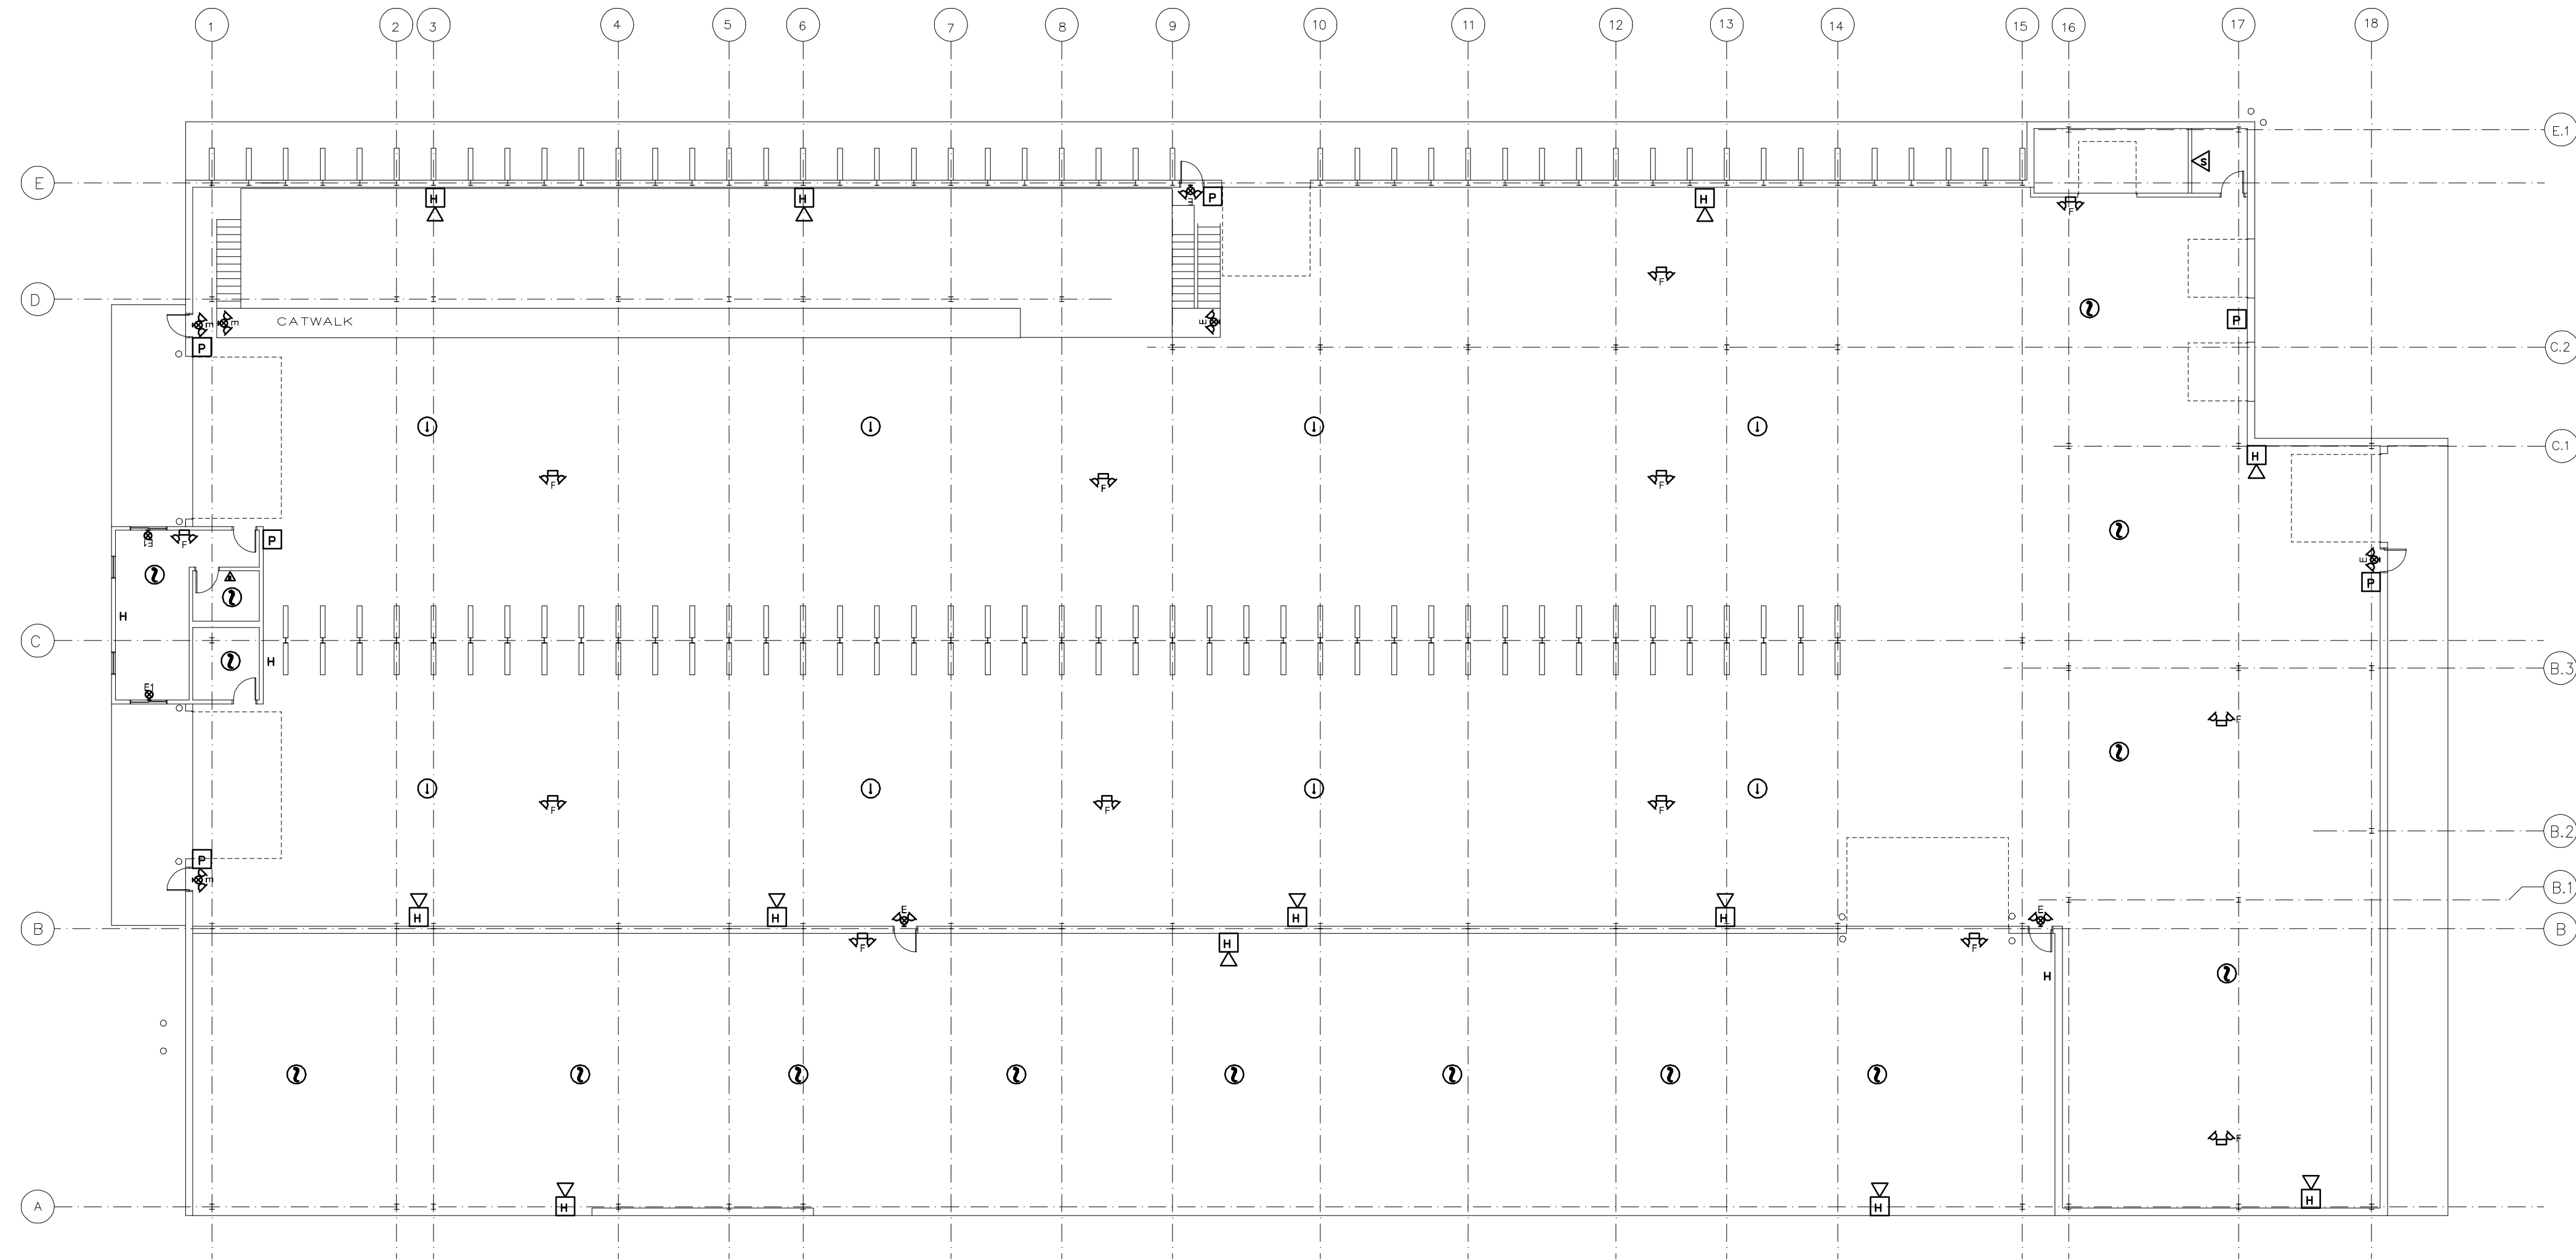 1 2 3 4 5 6 7 8 9 10 11 12 13 14 15 16 17 18
E.1
S
E
H H P H
E
F
F
D
P
E E CATWALK E
P
C.2
C.1
F F F
H
E
F P
E
P
H
C
H
B.3
E
F
F F F
B.2
P
E
B.1
H H E H H E
B B
F H F
H
F
H H H
A